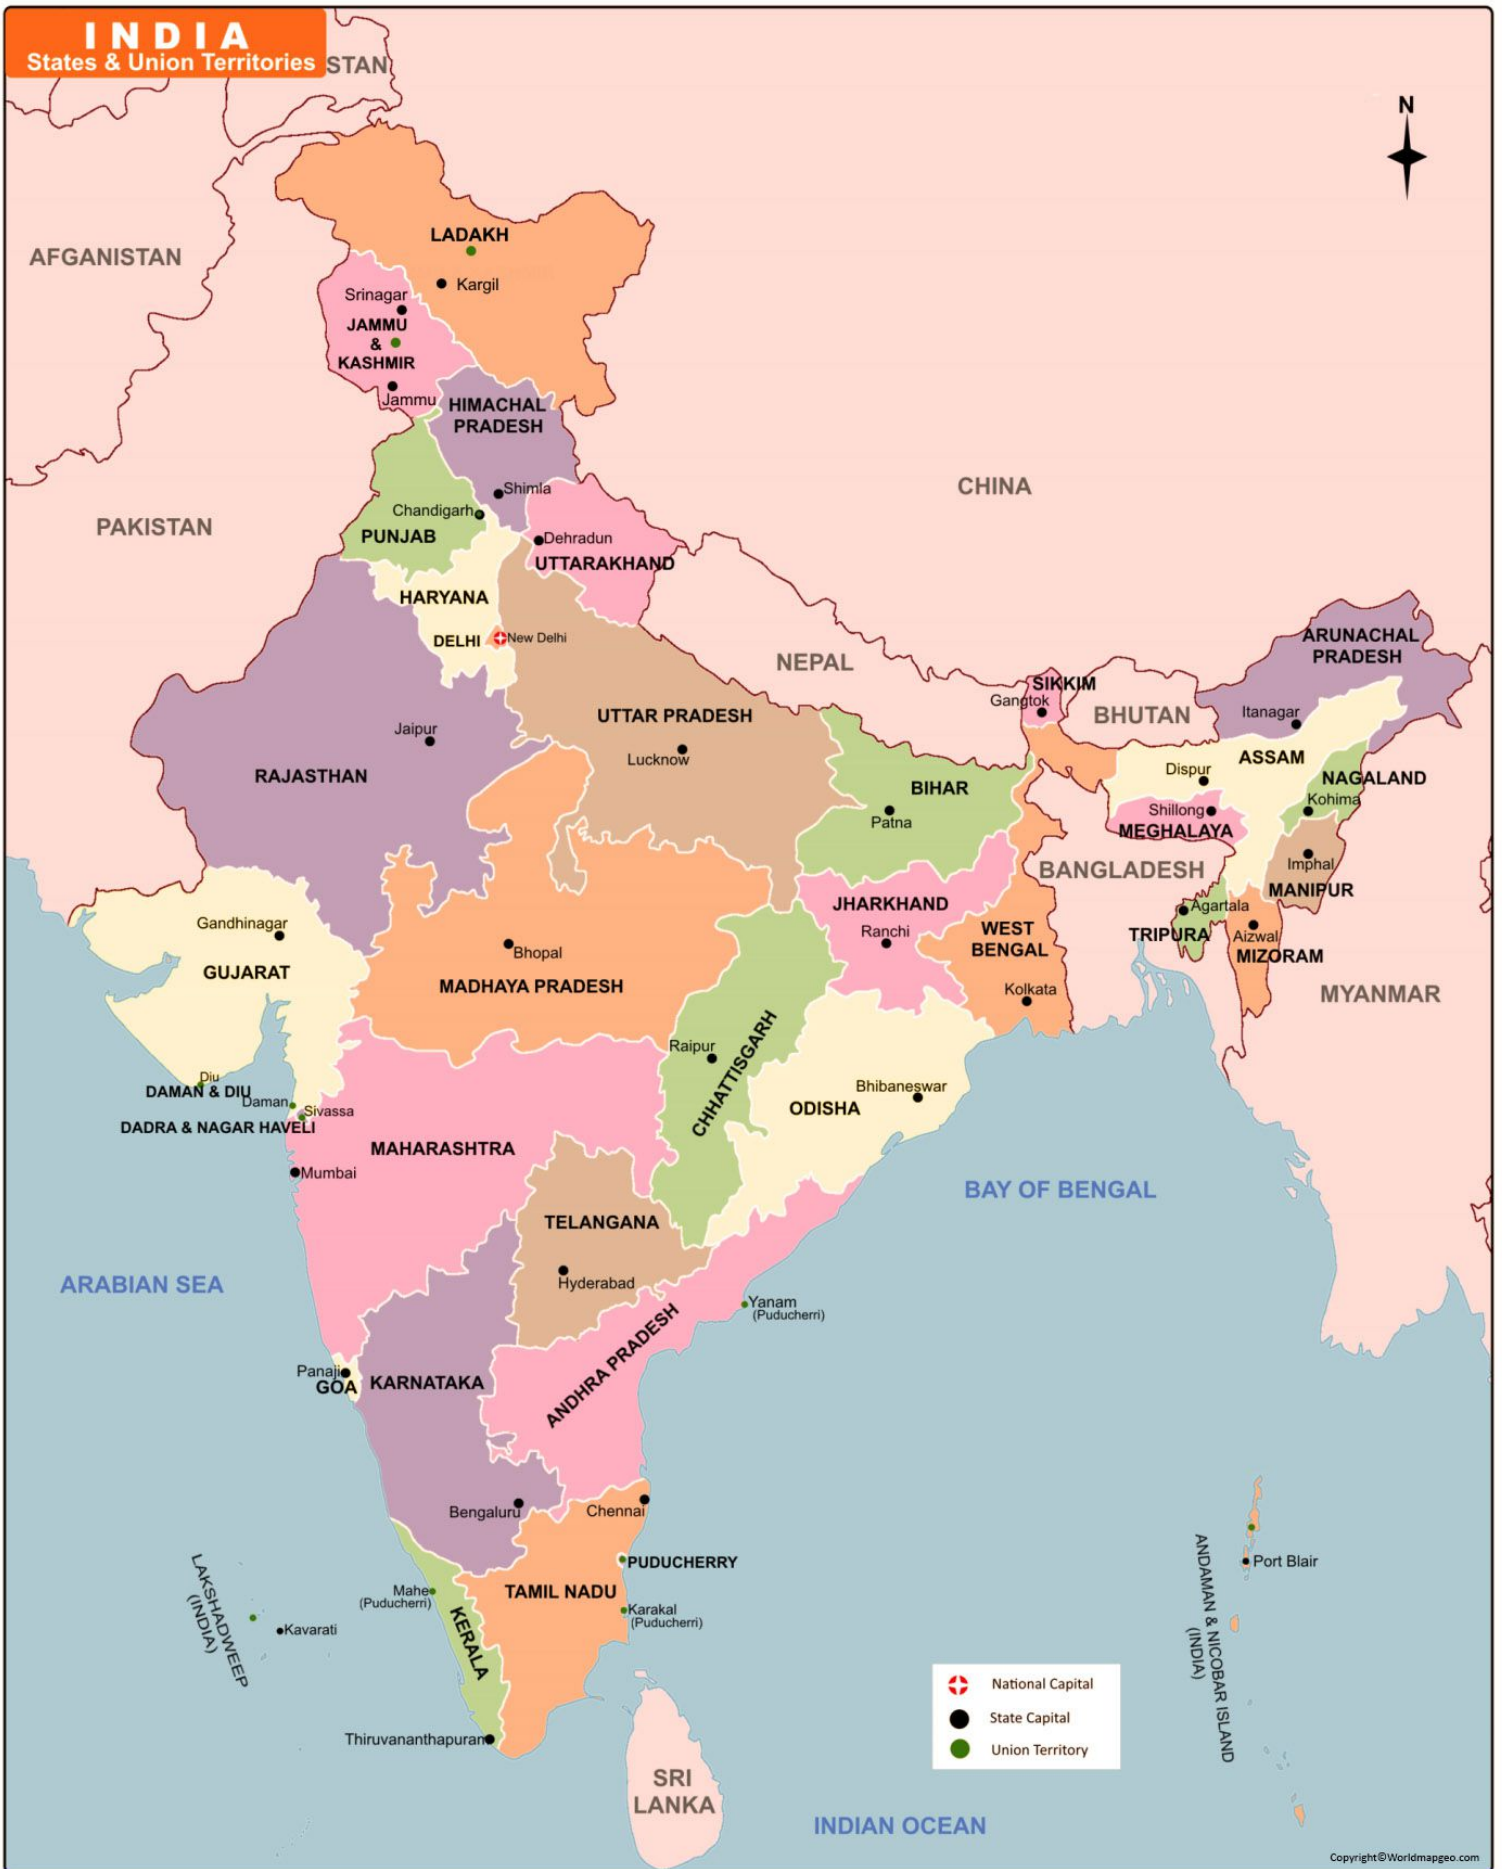 INDIA
States & Union Territories
STAN
N
AFGANISTAN
LADAKH
Kargil
Srinagar
JAMMU
&
KASHMIR
Jammu
HIMACHAL
PRADESH
CHINA
Shimla
Chandigarh
PAKISTAN
PUNJAB
Dehradun
UTTARAKHAND
HARYANA
DELHI
New Delhi
NEPAL
ARUNACHAL
PRADESH
SIKKIM
Gangtok
BHUTAN
Itanagar
UTTAR PRADESH
Lucknow
Jaipur
RAJASTHAN
ASSAM
Dispur
NAGALAND
Kohima
BIHAR
Patna
Shillong
MEGHALAYA
BANGLADESH
Imphal
MANIPUR
JHARKHAND
Ranchi
Agartala
TRIPURA
Aizwal
MIZORAM
WEST
BENGAL
Kolkata
Gandhinagar
GUJARAT
Bhopal
MADHAYA PRADESH
MYANMAR
Raipur
CHHATTISGARH
Bhibaneswar
ODISHA
Diu
DAMAN & DIU
Daman
Sivassa
DADRA & NAGAR HAVELI
MAHARASHTRA
Mumbai
BAY OF BENGAL
TELANGANA
Hyderabad
ARABIAN SEA
Yanam
(Puducherri)
ANDHRA PRADESH
Panaji
GOA
KARNATAKA
Bengaluru
Chennai
PUDUCHERRY
Mahe
(Puducherri)
TAMIL NADU
Karakal
(Puducherri)
KERALA
LAKSHADWEEP
(INDIA)
Kavarati
Port Blair
ANDAMAN & NICOBAR ISLAND
(INDIA)
Thiruvananthapuram
National Capital
State Capital
Union Territory
SRI
LANKA
INDIAN OCEAN
Copyright©Worldmapgeo.com